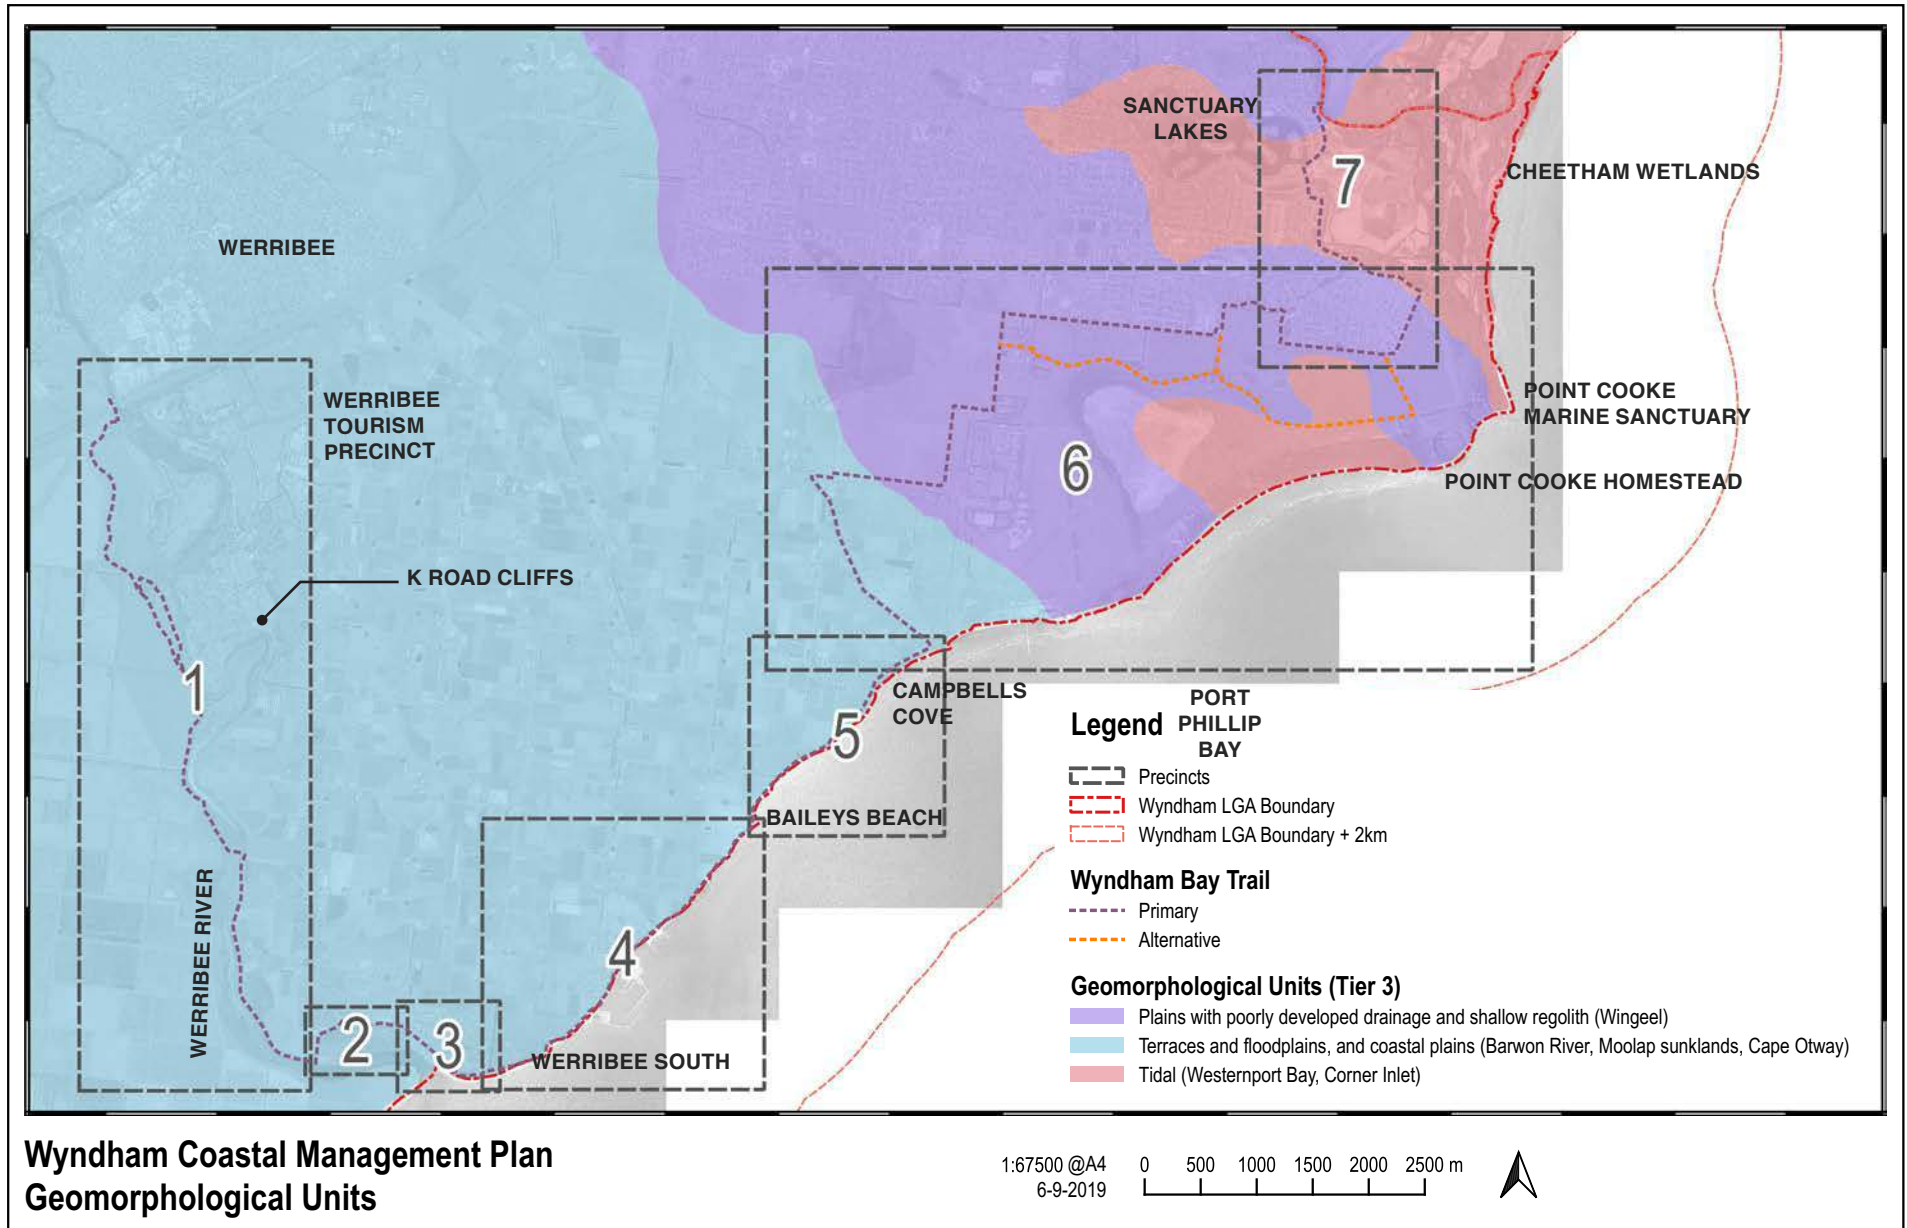 SANCTUARY
LAKES
7
CHEETHAM WETLANDS
WERRIBEE
WERRIBEE
TOURISM
PRECINCT
POINT COOKE
MARINE SANCTUARY
6
POINT COOKE HOMESTEAD
K ROAD CLIFFS
1
CAMPBELLS
COVE
5
PORT
PHILLIP
BAY
BAILEYS BEACH
WERRIBEE RIVER
4
2
3
WERRIBEE SOUTH
Legend
Precincts
Wyndham LGA Boundary
Wyndham LGA Boundary + 2km
Wyndham Bay Trail
Primary
Alternative
Geomorphological Units (Tier 3)
Plains with poorly developed drainage and shallow regolith (Wingeel)
Terraces and floodplains, and coastal plains (Barwon River, Moolap sunklands, Cape Otway)
Tidal (Westernport Bay, Corner Inlet)
Wyndham Coastal Management Plan
Geomorphological Units
1:67500 @A4
6-9-2019
0 500 1000 1500 2000 2500 m